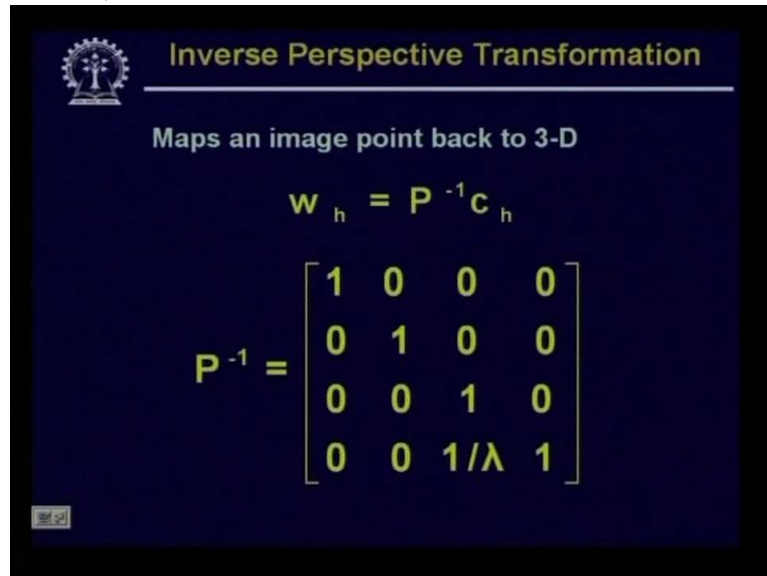 Inverse Perspective Transformation
Maps an image point back to 3-D
w h = P -1 c h
P -1 =
1 0 0 0
0 1 0 0
0 0 1 0
0 0 1/λ 1